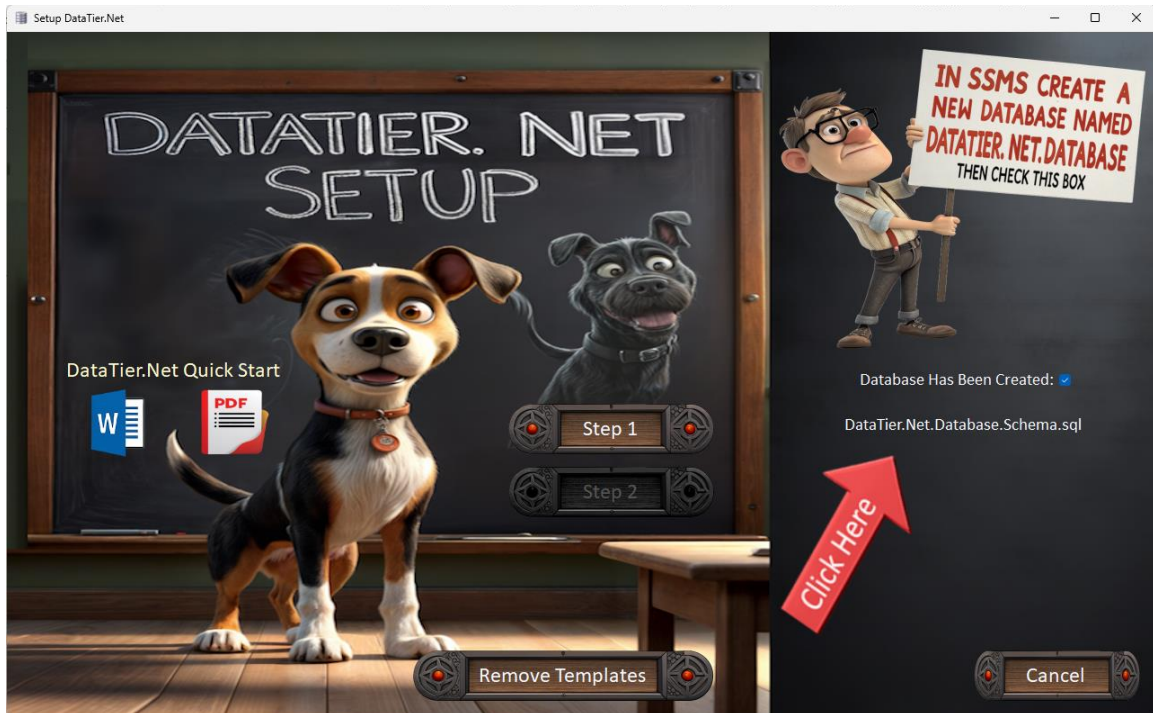 Setup DataTier.Net
DATATIER. NET
SETUP
DataTier.Net Quick Start
W
PDF
Step 1
Step 2
Remove Templates
IN SSMS CREATE A
NEW DATABASE NAMED
DATATIER. NET.DATABASE
THEN CHECK THIS BOX
Database Has Been Created:
DataTier.Net.Database.Schema.sql
Click Here
Cancel